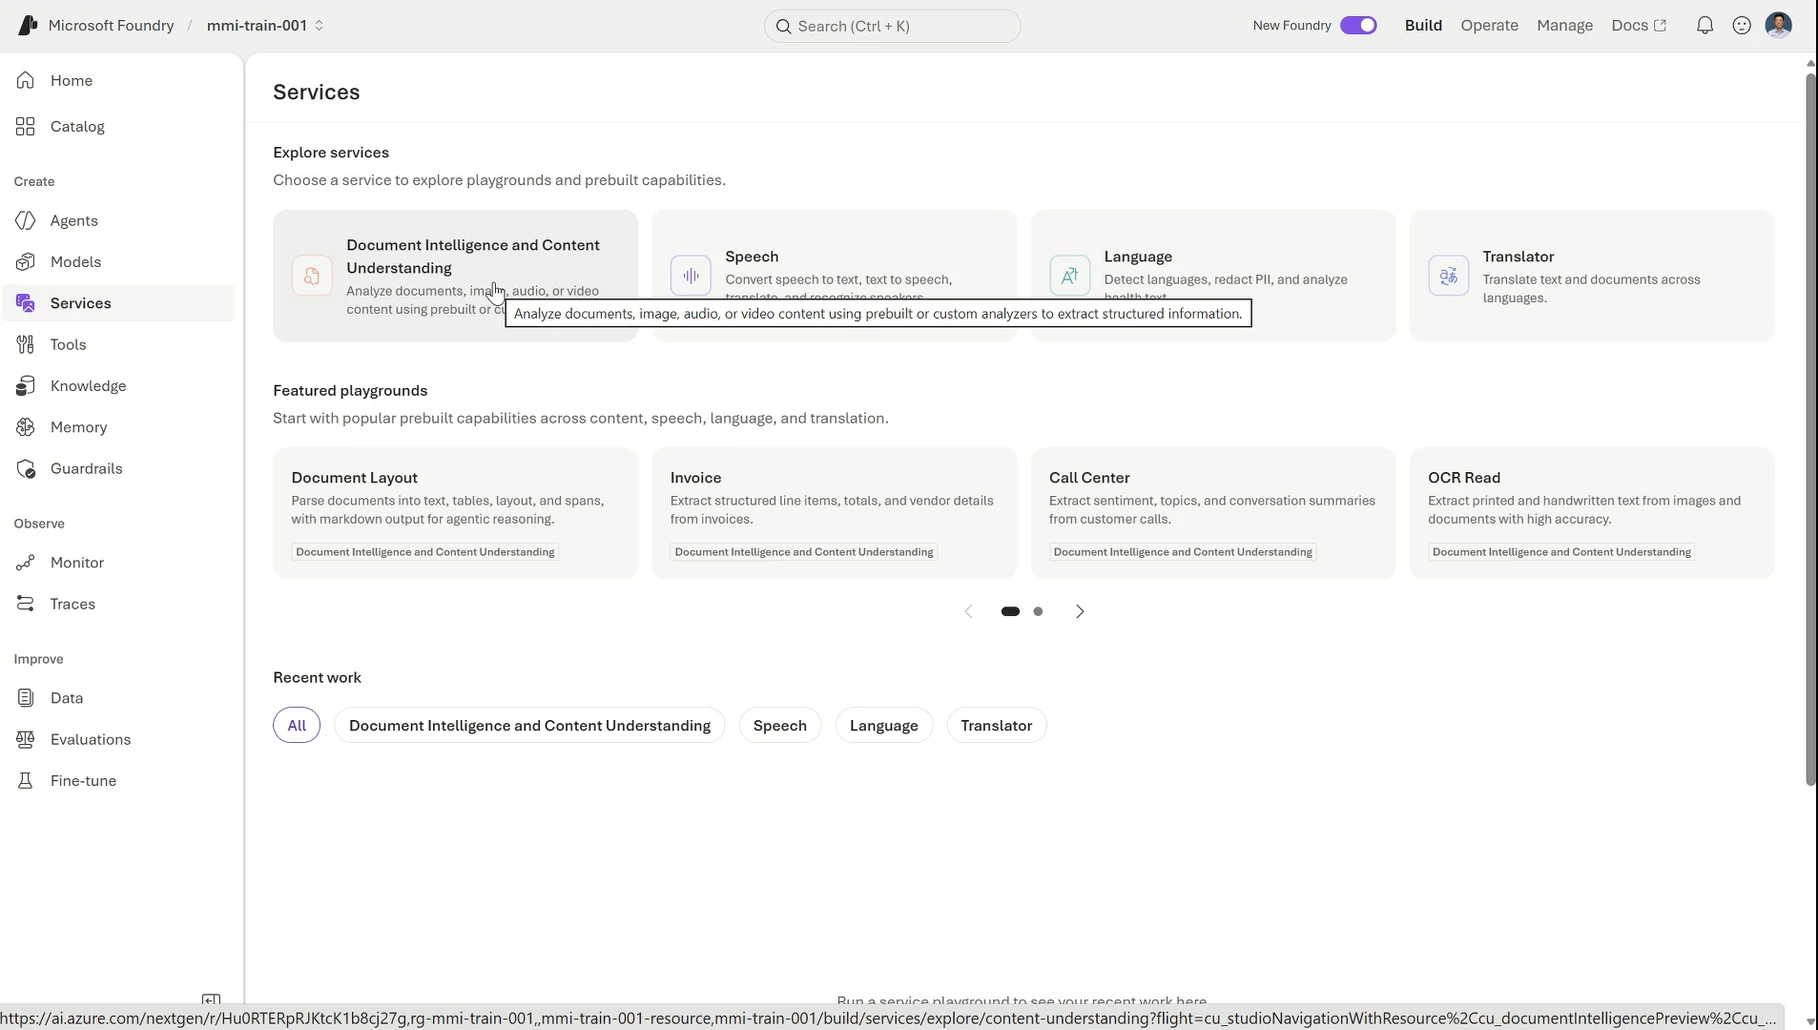 Microsoft Foundry / mmi-train-001
Search (Ctrl + K)
New Foundry
Build
Operate
Manage
Docs
Home
Catalog
Create
Agents
Models
Services
Tools
Knowledge
Memory
Guardrails
Observe
Monitor
Traces
Improve
Data
Evaluations
Fine-tune
Services
Explore services
Choose a service to explore playgrounds and prebuilt capabilities.
Document Intelligence and Content
Understanding
Analyze documents, image, audio, or video
content using prebuilt or
Speech
Convert speech to text, text to speech,
translate, and recognize speakers.
Language
Detect languages, redact PII, and analyze
health text.
Translator
Translate text and documents across
languages.
Analyze documents, image, audio, or video content using prebuilt or custom analyzers to extract structured information.
Featured playgrounds
Start with popular prebuilt capabilities across content, speech, language, and translation.
Document Layout
Parse documents into text, tables, layout, and spans,
with markdown output for agentic reasoning.
Document Intelligence and Content Understanding
Invoice
Extract structured line items, totals, and vendor details
from invoices.
Document Intelligence and Content Understanding
Call Center
Extract sentiment, topics, and conversation summaries
from customer calls.
Document Intelligence and Content Understanding
OCR Read
Extract printed and handwritten text from images and
documents with high accuracy.
Document Intelligence and Content Understanding
Recent work
All
Document Intelligence and Content Understanding
Speech
Language
Translator
Run a service playground to see your recent work here.
https://ai.azure.com/nextgen/r/Hu0RTERpRJKtcK1b8cj27g,rg-mmi-train-001,,mmi-train-001-resource,mmi-train-001/build/services/explore/content-understanding?flight=cu_studioNavigationWithResource%2Ccu_documentIntelligencePreview%2Ccu_...